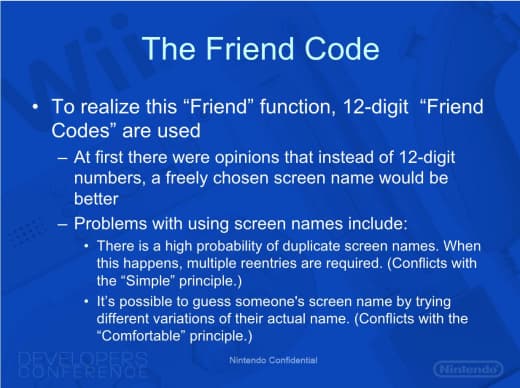 The Friend Code
• To realize this “Friend” function, 12-digit “Friend
Codes” are used
– At first there were opinions that instead of 12-digit
numbers, a freely chosen screen name would be
better
– Problems with using screen names include:
• There is a high probability of duplicate screen names. When
this happens, multiple reentries are required. (Conflicts with
the “Simple” principle.)
• It's possible to guess someone's screen name by trying
different variations of their actual name. (Conflicts with the
“Comfortable” principle.)
DEVELOPERS
CONFERENCE
Nintendo Confidential
Nintendo
Wii